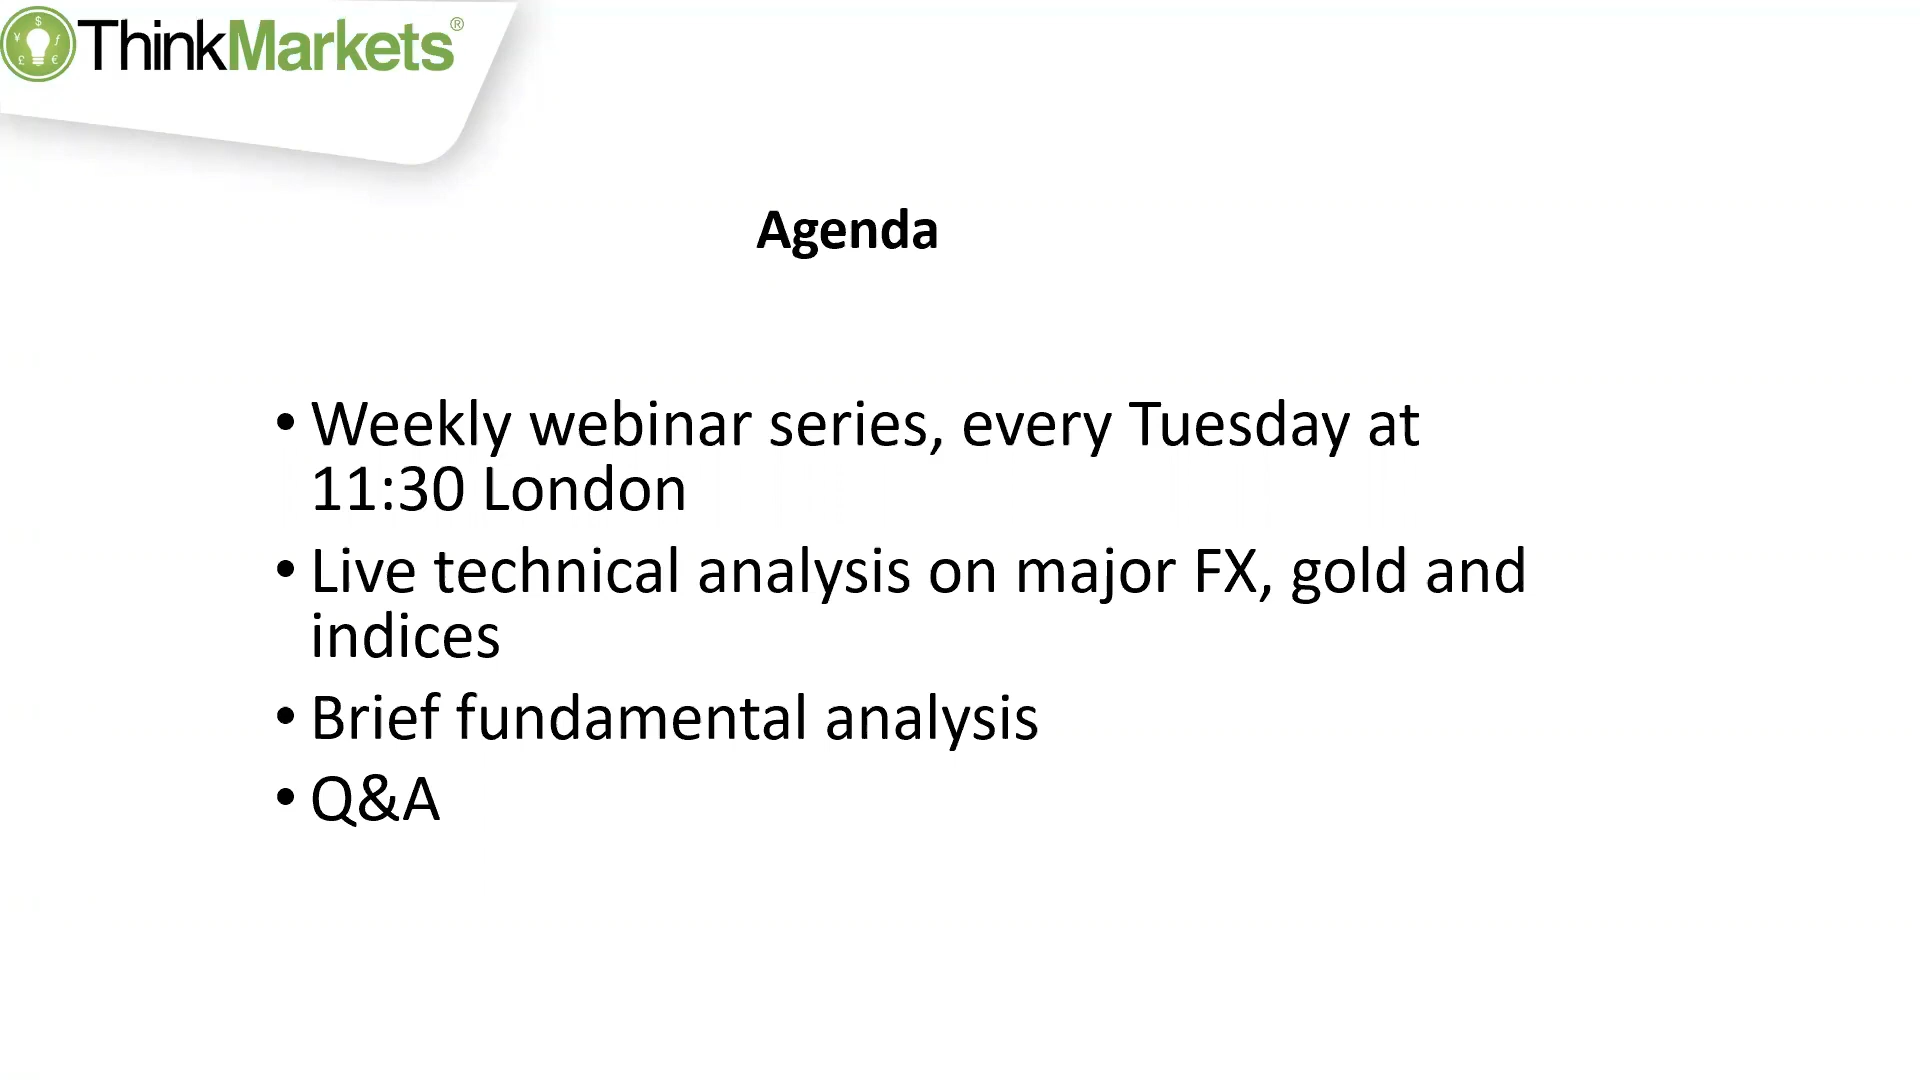 ThinkMarkets®
Agenda
• Weekly webinar series, every Tuesday at
11:30 London
• Live technical analysis on major FX, gold and
indices
• Brief fundamental analysis
• Q&A